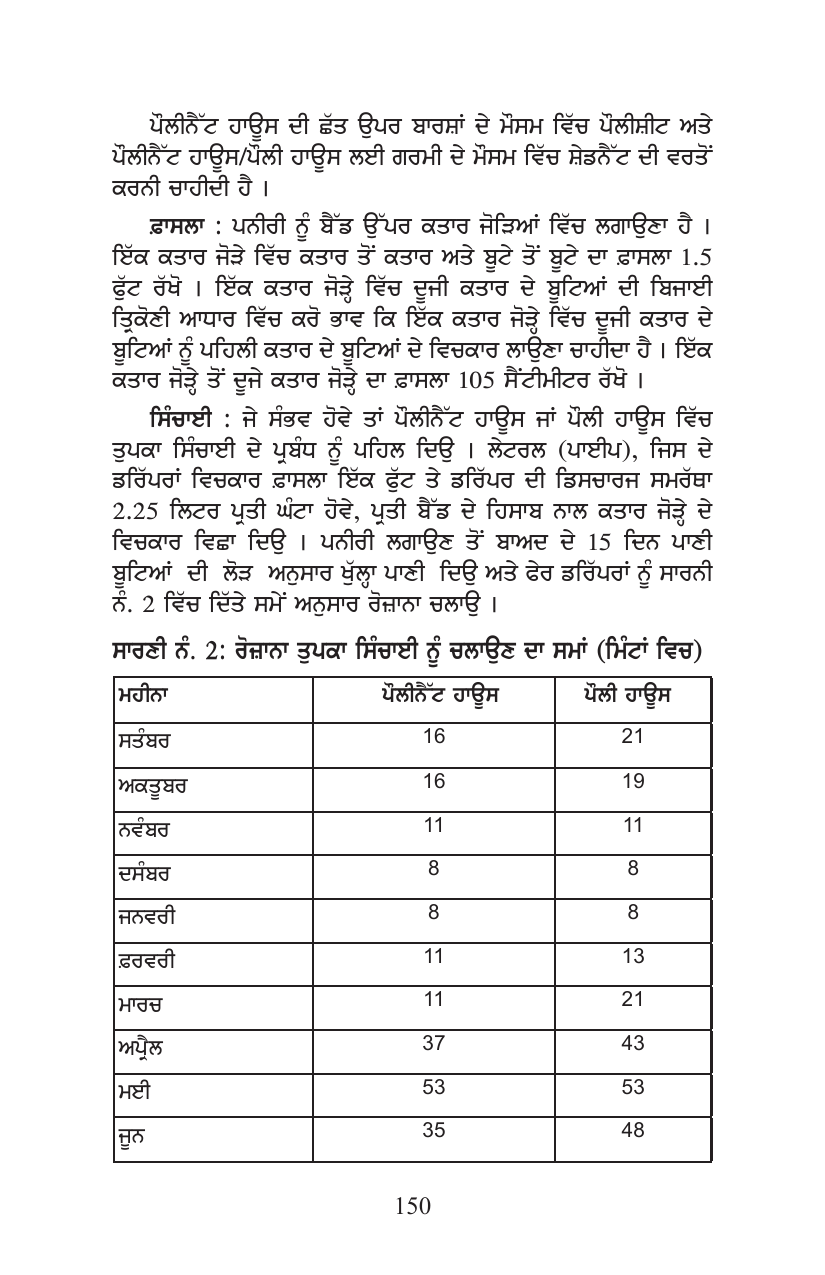 ਪੌਲੀਨੈੱਟ ਹਾਊਸ ਦੀ ਛੱਤ ਉਪਰ ਬਾਰਸ਼ਾਂ ਦੇ ਮੌਸਮ ਵਿੱਚ ਪੌਲੀਸ਼ੀਟ ਅਤੇ
ਪੌਲੀਨੈੱਟ ਹਾਊਸ/ਪੌਲੀ ਹਾਊਸ ਲਈ ਗਰਮੀ ਦੇ ਮੌਸਮ ਵਿੱਚ ਸ਼ੇਡਨੈੱਟ ਦੀ ਵਰਤੋਂ
ਕਰਨੀ ਚਾਹੀਦੀ ਹੈ ।
ਫ਼ਾਸਲਾ : ਪਨੀਰੀ ਨੂੰ ਬੈੱਡ ਉੱਪਰ ਕਤਾਰ ਜੋੜਿਆਂ ਵਿੱਚ ਲਗਾਉਣਾ ਹੈ ।
ਇੱਕ ਕਤਾਰ ਜੋੜੇ ਵਿੱਚ ਕਤਾਰ ਤੋਂ ਕਤਾਰ ਅਤੇ ਬੂਟੇ ਤੋਂ ਬੂਟੇ ਦਾ ਫ਼ਾਸਲਾ 1.5
ਫੁੱਟ ਰੱਖੋ । ਇੱਕ ਕਤਾਰ ਜੋੜ੍ਹੇ ਵਿੱਚ ਦੂਜੀ ਕਤਾਰ ਦੇ ਬੂਟਿਆਂ ਦੀ ਬਿਜਾਈ
ਤ੍ਰਿਕੋਣੀ ਆਧਾਰ ਵਿੱਚ ਕਰੋ ਭਾਵ ਕਿ ਇੱਕ ਕਤਾਰ ਜੋੜ੍ਹੇ ਵਿੱਚ ਦੂਜੀ ਕਤਾਰ ਦੇ
ਬੂਟਿਆਂ ਨੂੰ ਪਹਿਲੀ ਕਤਾਰ ਦੇ ਬੂਟਿਆਂ ਦੇ ਵਿਚਕਾਰ ਲਾਉਣਾ ਚਾਹੀਦਾ ਹੈ । ਇੱਕ
ਕਤਾਰ ਜੋੜ੍ਹੇ ਤੋਂ ਦੂਜੇ ਕਤਾਰ ਜੋੜ੍ਹੇ ਦਾ ਫ਼ਾਸਲਾ 105 ਸੈਂਟੀਮੀਟਰ ਰੱਖੋ ।
ਸਿੰਚਾਈ : ਜੇ ਸੰਭਵ ਹੋਵੇ ਤਾਂ ਪੌਲੀਨੈੱਟ ਹਾਊਸ ਜਾਂ ਪੌਲੀ ਹਾਊਸ ਵਿੱਚ
ਤੁਪਕਾ ਸਿੰਚਾਈ ਦੇ ਪ੍ਰਬੰਧ ਨੂੰ ਪਹਿਲ ਦਿਉ । ਲੇਟਰਲ (ਪਾਈਪ), ਜਿਸ ਦੇ
ਡਰਿੱਪਰਾਂ ਵਿਚਕਾਰ ਫ਼ਾਸਲਾ ਇੱਕ ਫੁੱਟ ਤੇ ਡਰਿੱਪਰ ਦੀ ਡਿਸਚਾਰਜ ਸਮਰੱਥਾ
2.25 ਲਿਟਰ ਪ੍ਰਤੀ ਘੰਟਾ ਹੋਵੇ, ਪ੍ਰਤੀ ਬੈੱਡ ਦੇ ਹਿਸਾਬ ਨਾਲ ਕਤਾਰ ਜੋੜ੍ਹੇ ਦੇ
ਵਿਚਕਾਰ ਵਿਛਾ ਦਿਉ । ਪਨੀਰੀ ਲਗਾਉਣ ਤੋਂ ਬਾਅਦ ਦੇ 15 ਦਿਨ ਪਾਣੀ
ਬੂਟਿਆਂ ਦੀ ਲੋੜ ਅਨੁਸਾਰ ਖੁੱਲ੍ਹਾ ਪਾਣੀ ਦਿਉ ਅਤੇ ਫੇਰ ਡਰਿੱਪਰਾਂ ਨੂੰ ਸਾਰਨੀ
ਨੰ. 2 ਵਿੱਚ ਦਿੱਤੇ ਸਮੇਂ ਅਨੁਸਾਰ ਰੋਜ਼ਾਨਾ ਚਲਾਉ ।
ਸਾਰਣੀ ਨੰ. 2: ਰੋਜ਼ਾਨਾ ਤੁਪਕਾ ਸਿੰਚਾਈ ਨੂੰ ਚਲਾਉਣ ਦਾ ਸਮਾਂ (ਮਿੰਟਾਂ ਵਿਚ)
ਮਹੀਨਾ ਪੌਲੀਨੈੱਟ ਹਾਊਸ ਪੌਲੀ ਹਾਊਸ
ਸਤੰਬਰ 16 21
ਅਕਤੂਬਰ 16 19
ਨਵੰਬਰ 11 11
ਦਸੰਬਰ 8 8
ਜਨਵਰੀ 8 8
ਫ਼ਰਵਰੀ 11 13
ਮਾਰਚ 11 21
ਅਪ੍ਰੈਲ 37 43
ਮਈ 53 53
ਜੂਨ 35 48
150